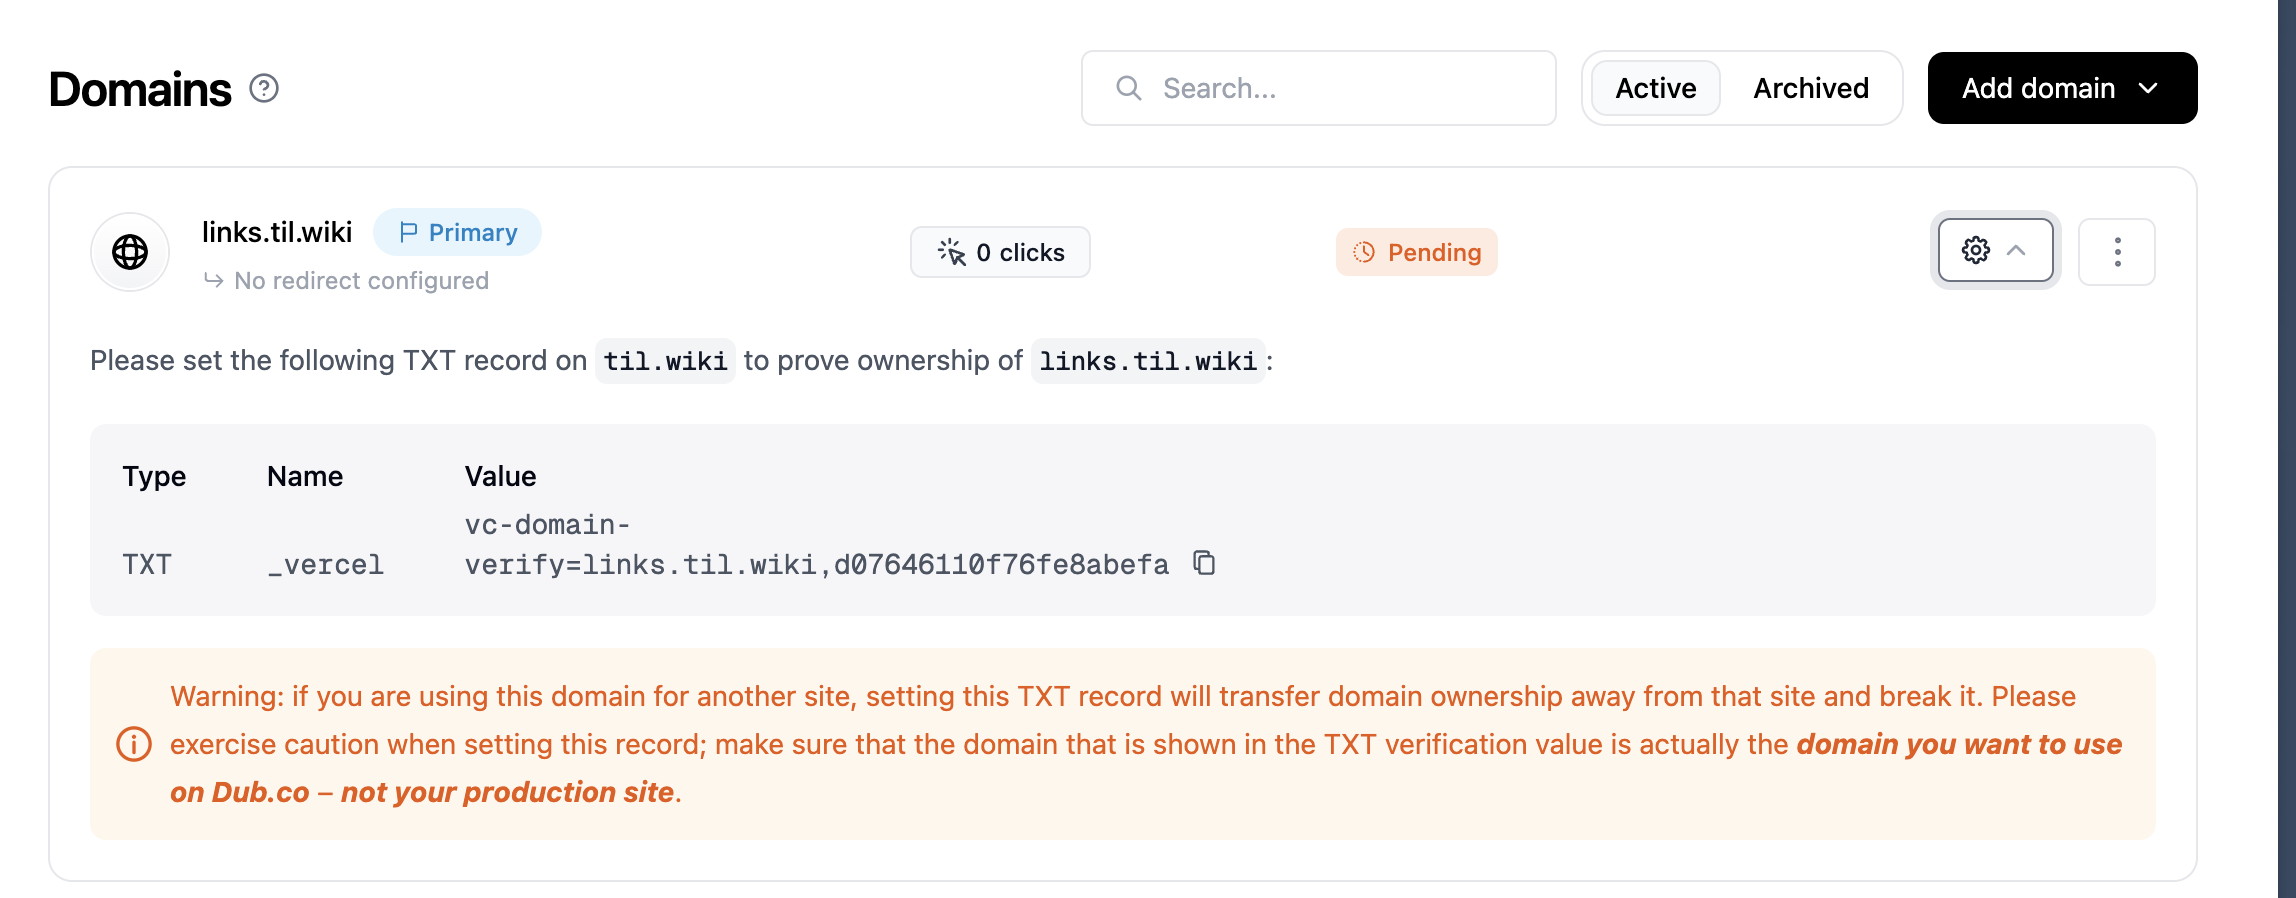 Domains
Search...
Active
Archived
Add domain
links.til.wiki
Primary
No redirect configured
0 clicks
Pending
Please set the following TXT record on til.wiki to prove ownership of links.til.wiki:
Type Name Value
vc-domain-
TXT _vercel verify=links.til.wiki,d07646110f76fe8abefa
Warning: if you are using this domain for another site, setting this TXT record will transfer domain ownership away from that site and break it. Please
exercise caution when setting this record; make sure that the domain that is shown in the TXT verification value is actually the domain you want to use
on Dub.co – not your production site.